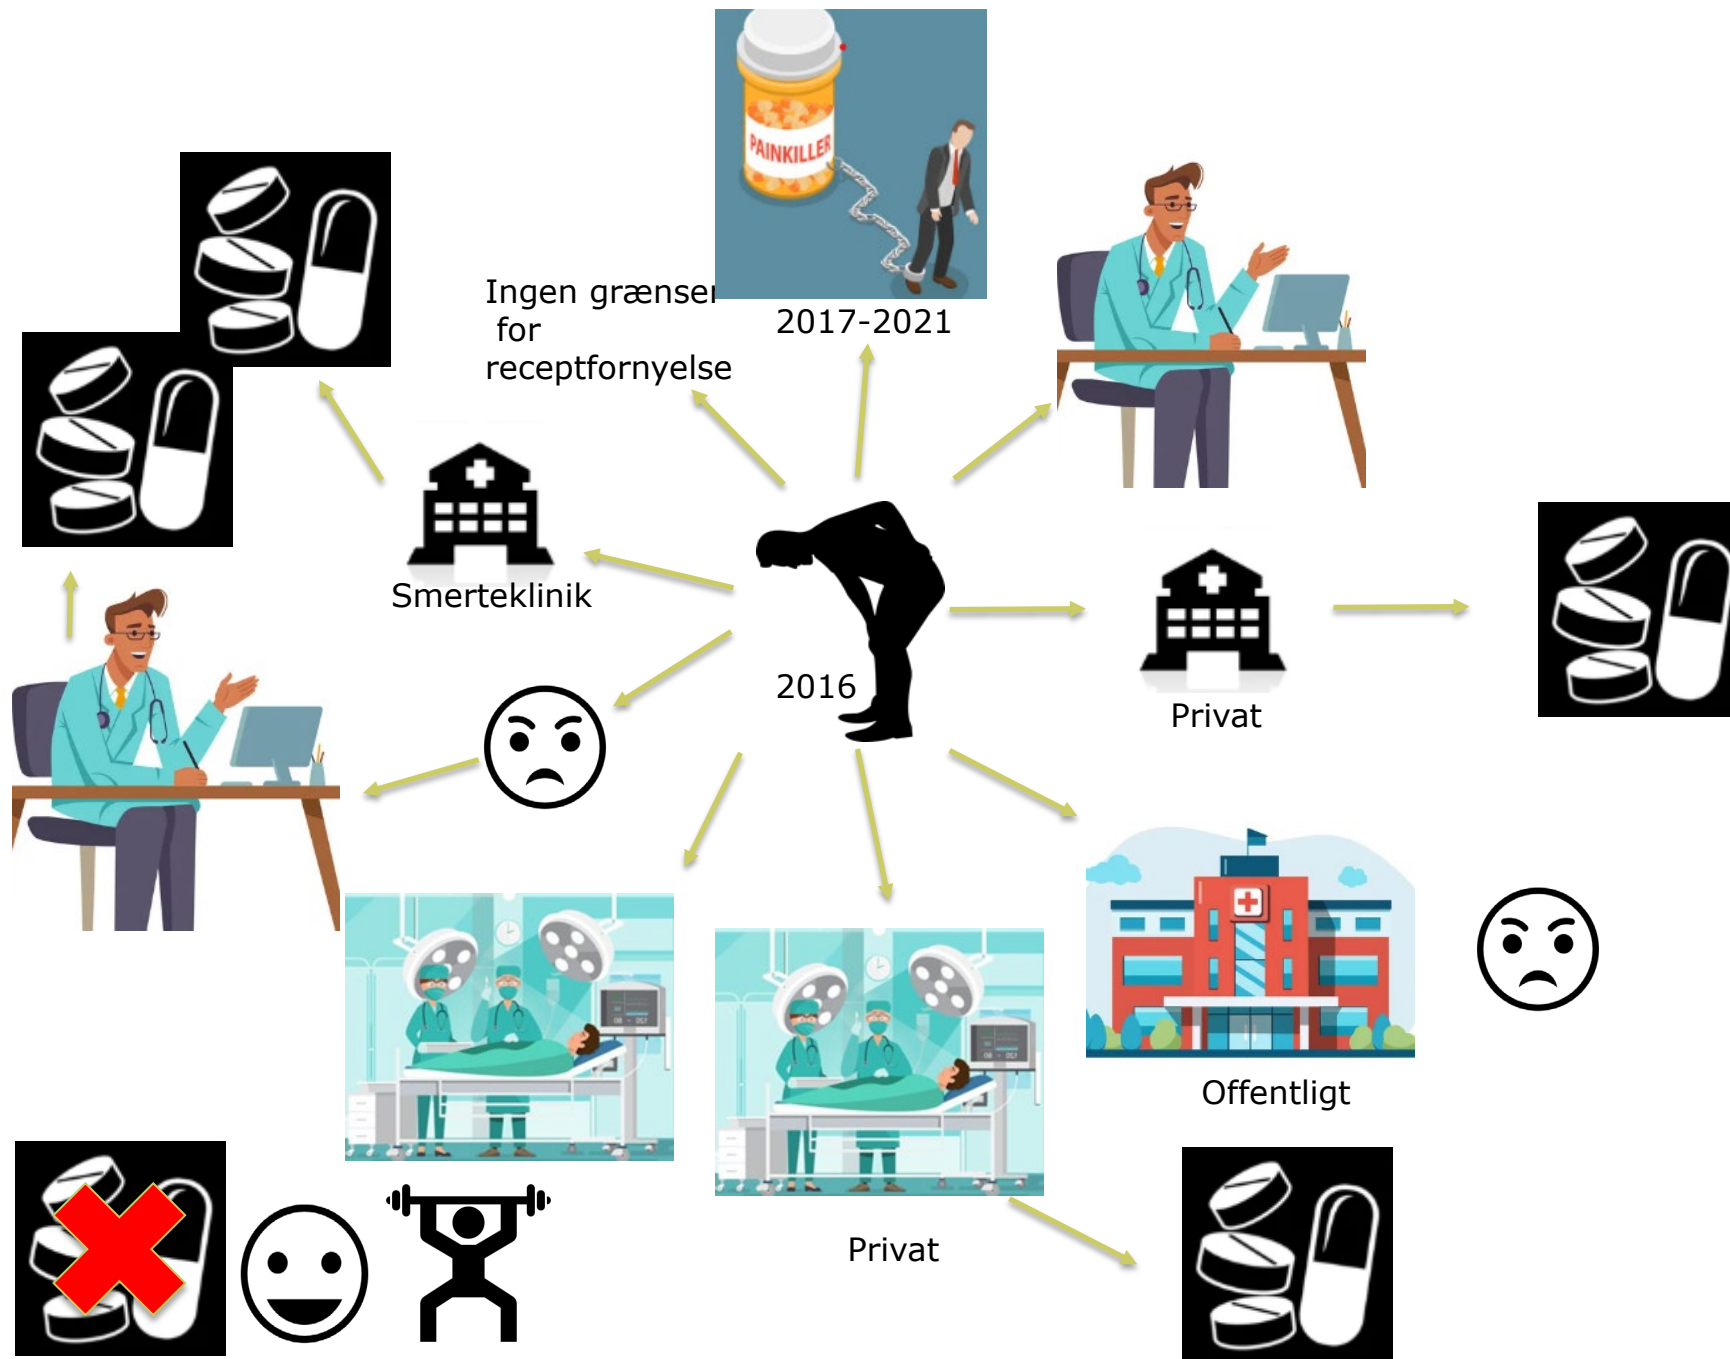 PAINKILLER
Ingen grænser
for
receptfornyelse
2017-2021
Smerteklinik
2016
Privat
Offentligt
Privat